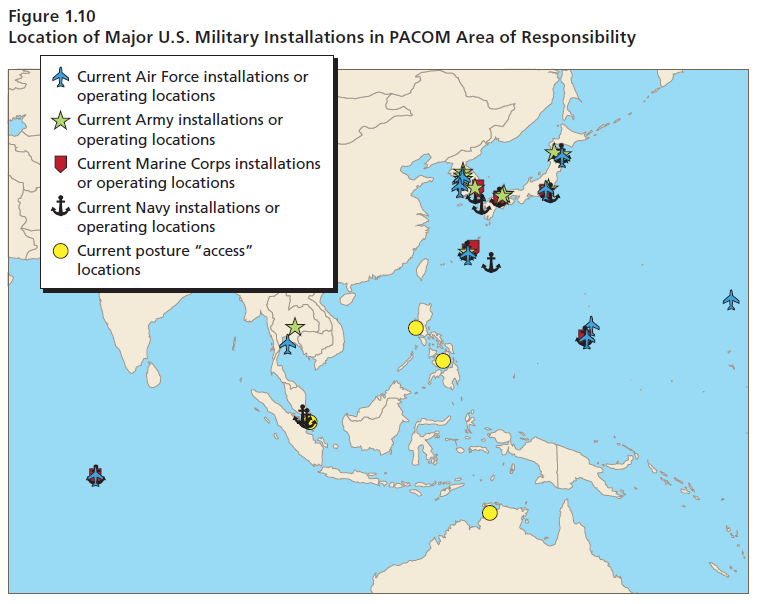 Figure 1.10
Location of Major U.S. Military Installations in PACOM Area of Responsibility
Current Air Force installations or
operating locations
Current Army installations or
operating locations
Current Marine Corps installations
or operating locations
Current Navy installations or
operating locations
Current posture “access”
locations